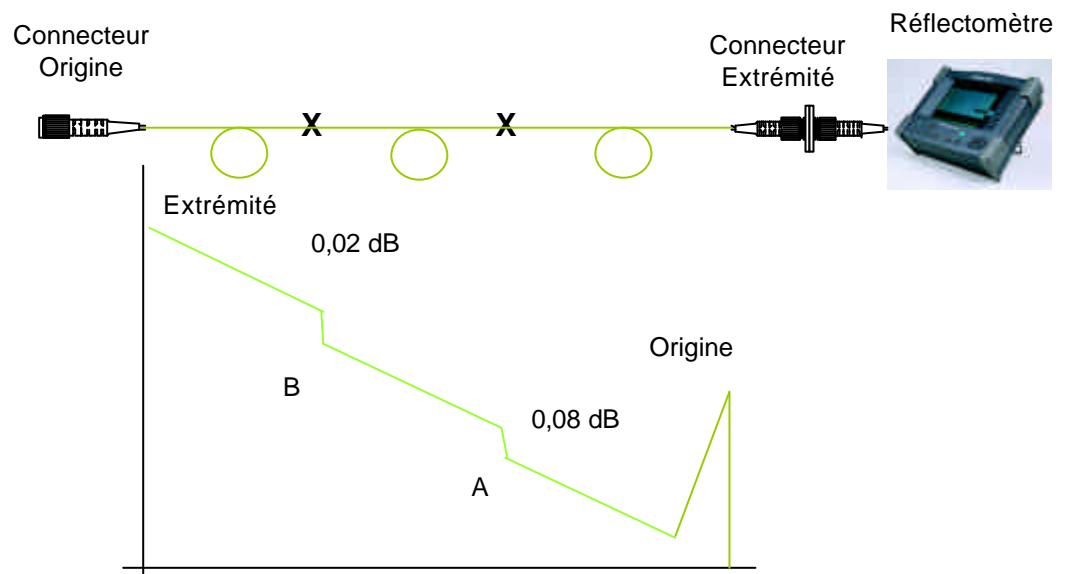 Connecteur
Origine
Connecteur
Extrémité
Réflectomètre
X
X
Extrémité
0,02 dB
B
Origine
0,08 dB
A